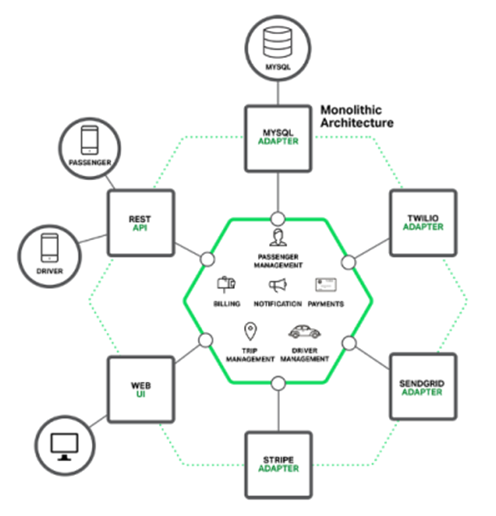 MYSQL
Monolithic
Architecture
MYSQL
ADAPTER
PASSENGER
REST
API
TWILIO
ADAPTER
DRIVER
PASSENGER
MANAGEMENT
BILLING
NOTIFICATION
PAYMENTS
TRIP
MANAGEMENT
DRIVER
MANAGEMENT
WEB
UI
SENDGRID
ADAPTER
STRIPE
ADAPTER